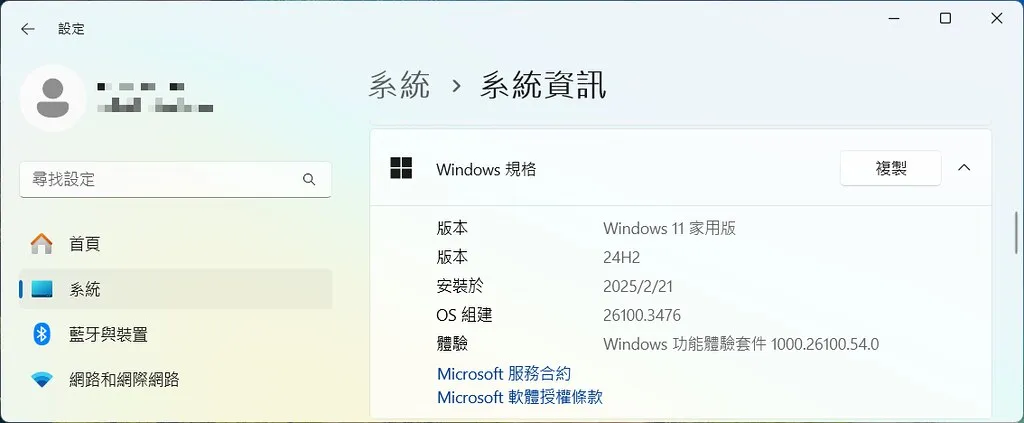 設定
系統 › 系統資訊
尋找設定
首頁
系統
藍牙與裝置
網路和網際網路
Windows 規格
複製
版本 Windows 11 家用版
版本 24H2
安裝於 2025/2/21
OS 組建 26100.3476
體驗 Windows 功能體驗套件 1000.26100.54.0
Microsoft 服務合約
Microsoft 軟體授權條款